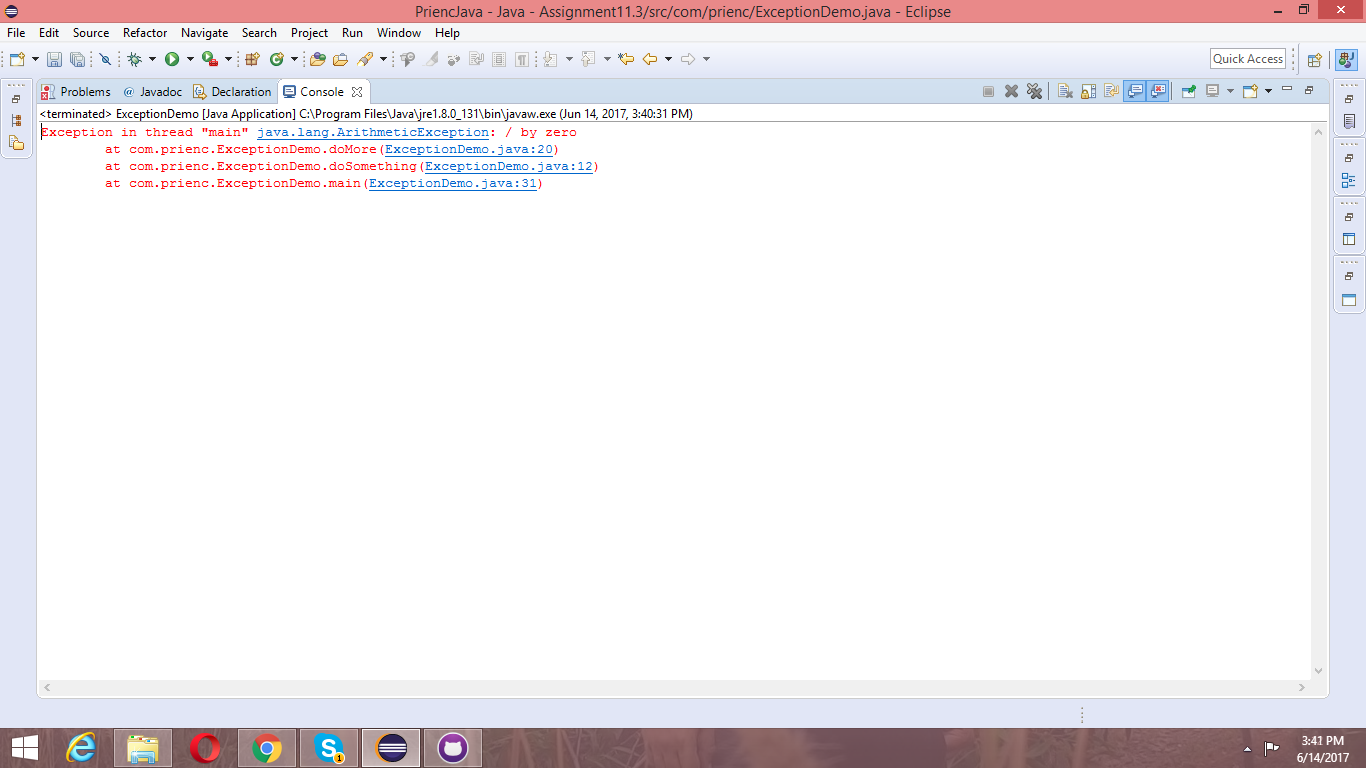 PriencJava - Java - Assignment11.3/src/com/prienc/ExceptionDemo.java - Eclipse
File Edit Source Refactor Navigate Search Project Run Window Help
Quick Access
Problems @ Javadoc Declaration Console
<terminated> ExceptionDemo [Java Application] C:\Program Files\Java\jre1.8.0_131\bin\javaw.exe (Jun 14, 2017, 3:40:31 PM)
Exception in thread "main" java.lang.ArithmeticException: / by zero
at com.prienc.ExceptionDemo.doMore(ExceptionDemo.java:20)
at com.prienc.ExceptionDemo.doSomething(ExceptionDemo.java:12)
at com.prienc.ExceptionDemo.main(ExceptionDemo.java:31)
1
3:41 PM
6/14/2017